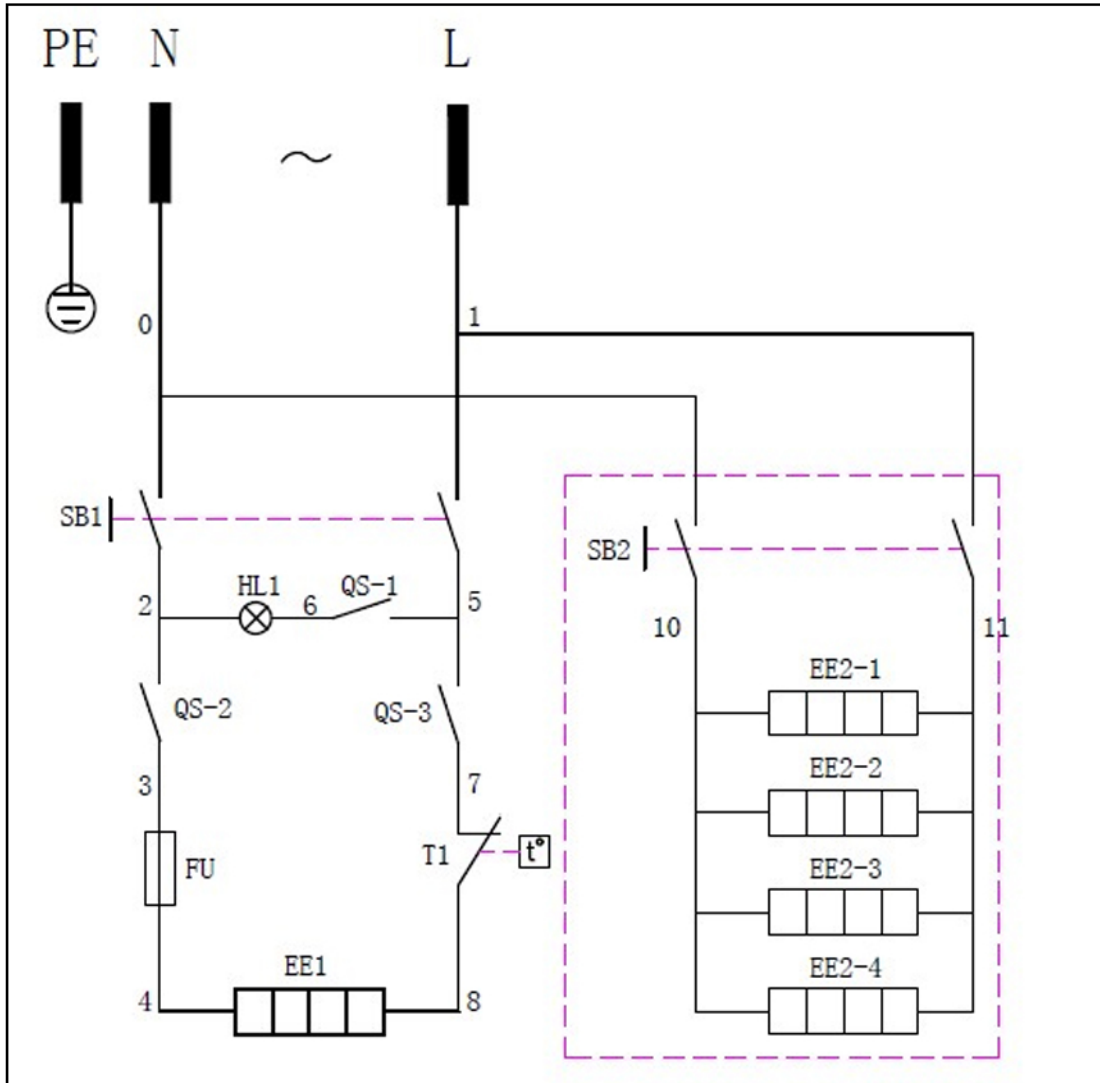 PE N L
~
0 1
SB1
SB2
HL1 QS-1
2 6 5
10 11
EE2-1
QS-2 QS-3
EE2-2
3 7
T1 t°
FU
EE2-3
EE1 EE2-4
4 8